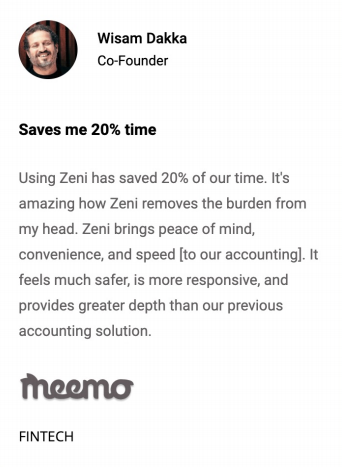 Wisam Dakka
Co-Founder
Saves me 20% time
Using Zeni has saved 20% of our time. It's
amazing how Zeni removes the burden from
my head. Zeni brings peace of mind,
convenience, and speed [to our accounting]. It
feels much safer, is more responsive, and
provides greater depth than our previous
accounting solution.
meemo
FINTECH